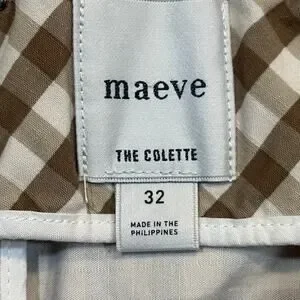 maeve
THE COLETTE
32
MADE IN THE
PHILIPPINES